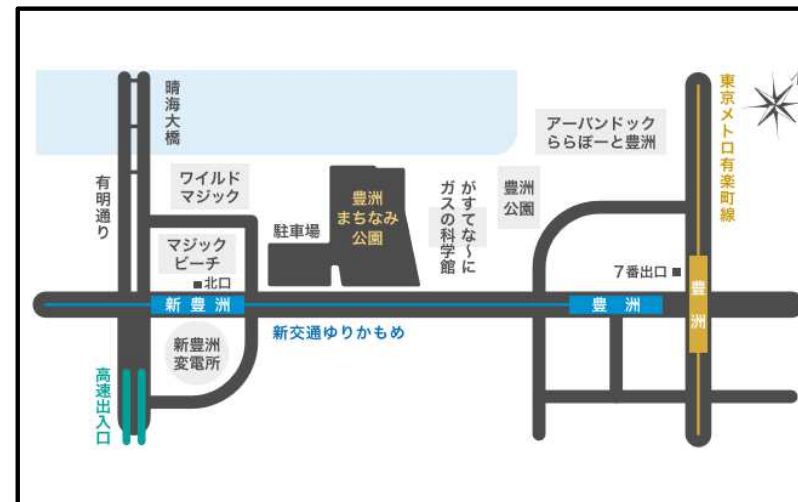 晴海大橋
有明通り
ワイルド
マジック
マジック
ビーチ
■北口
新豊洲
新豊洲
変電所
高速出入口
駐車場
豊洲
まちなみ
公園
がすてな〜に
ガスの科学館
豊洲
公園
アーバンドック
ららぽーと豊洲
東京メトロ有楽町線
7番出口■
豊洲
豊洲
新交通ゆりかもめ